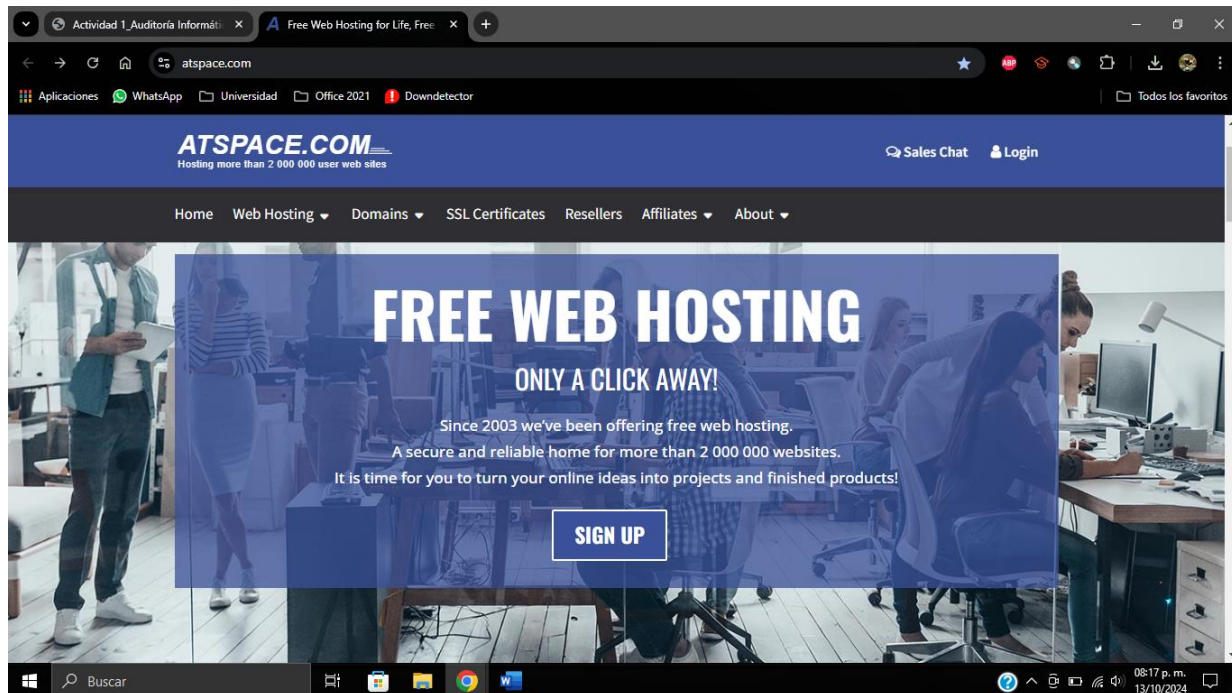 Actividad 1_Auditoría Informáti
Free Web Hosting for Life, Free
atspace.com
ABP
Aplicaciones WhatsApp Universidad Office 2021 Downdetector Todos los favoritos
ATSPACE.COM
Hosting more than 2 000 000 user web sites
Sales Chat Login
Home Web Hosting Domains SSL Certificates Resellers Affiliates About
FREE WEB HOSTING
ONLY A CLICK AWAY!
Since 2003 we've been offering free web hosting.
A secure and reliable home for more than 2 000 000 websites.
It is time for you to turn your online ideas into projects and finished products!
SIGN UP
Buscar
08:17 p. m.
13/10/2024